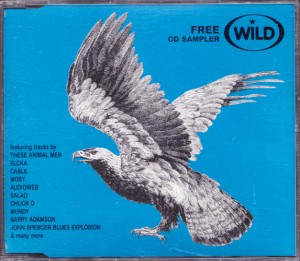 FREE
CD SAMPLER
WILD
featuring tracks by
THESE ANIMAL MEN
ELCKA
CABLE
MOBY
AUDIOWEB
SALAD
CHUCK D
MUNDY
BARRY ADAMSON
JOHN SPENCER BLUES EXPLOSION
& many more